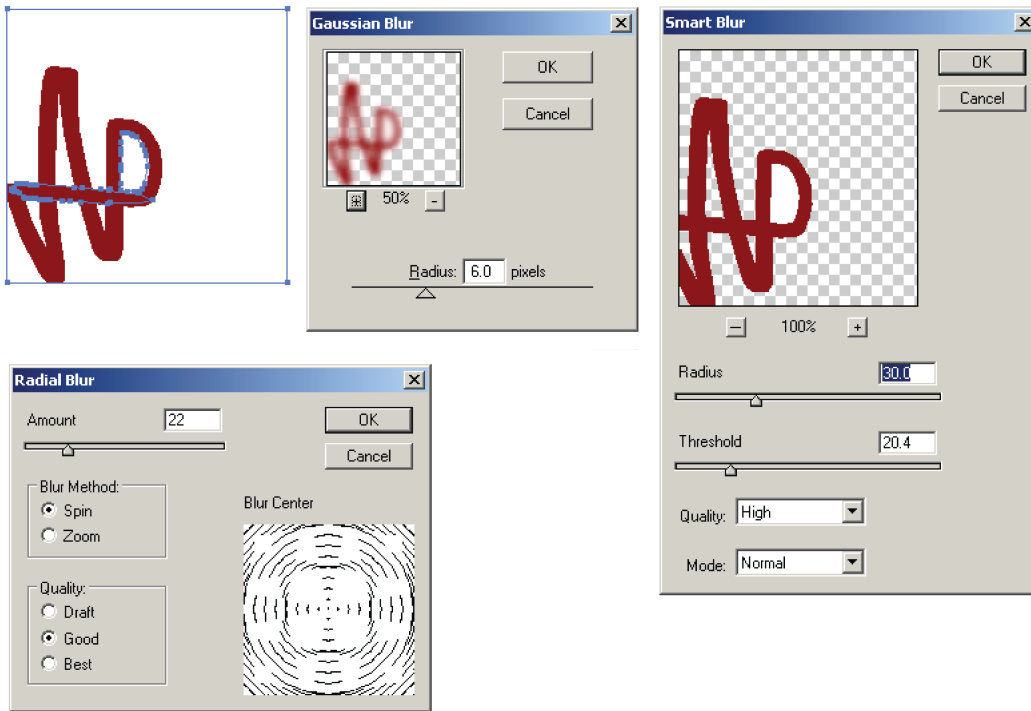 Ap
Gaussian Blur
OK
Cancel
50%
Radius: 6.0 pixels
Smart Blur
OK
Cancel
100%
Radius 30.0
Threshold 20.4
Quality: High
Mode: Normal
Radial Blur
Amount 22
OK
Cancel
Blur Method:
Spin
Zoom
Blur Center
Quality:
Draft
Good
Best